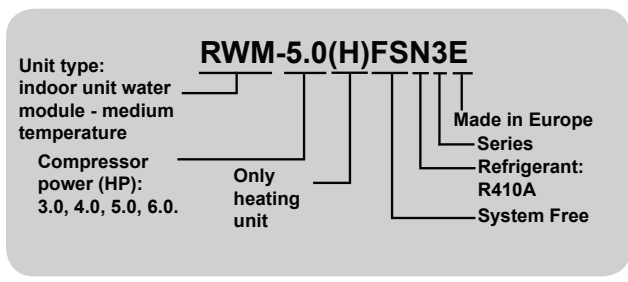 RWM-5.0(H)FSN3E
Unit type:
indoor unit water
module - medium
temperature
Compressor
power (HP):
3.0, 4.0, 5.0, 6.0.
Only
heating
unit
Made in Europe
Series
Refrigerant:
R410A
System Free